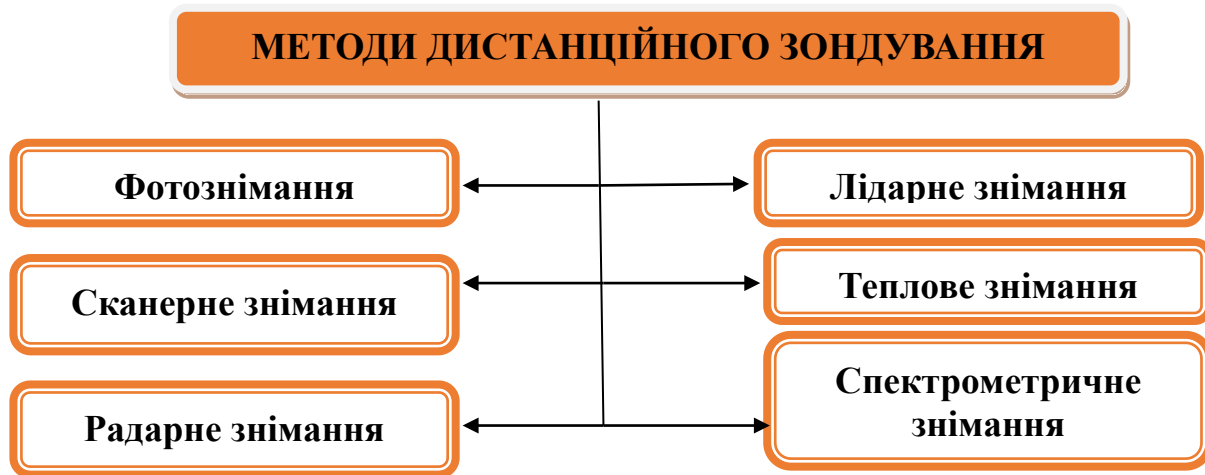 МЕТОДИ ДИСТАНЦІЙНОГО ЗОНДУВАННЯ
Фотознімання
Лідарне знімання
Сканерне знімання
Теплове знімання
Радарне знімання
Спектрометричне
знімання